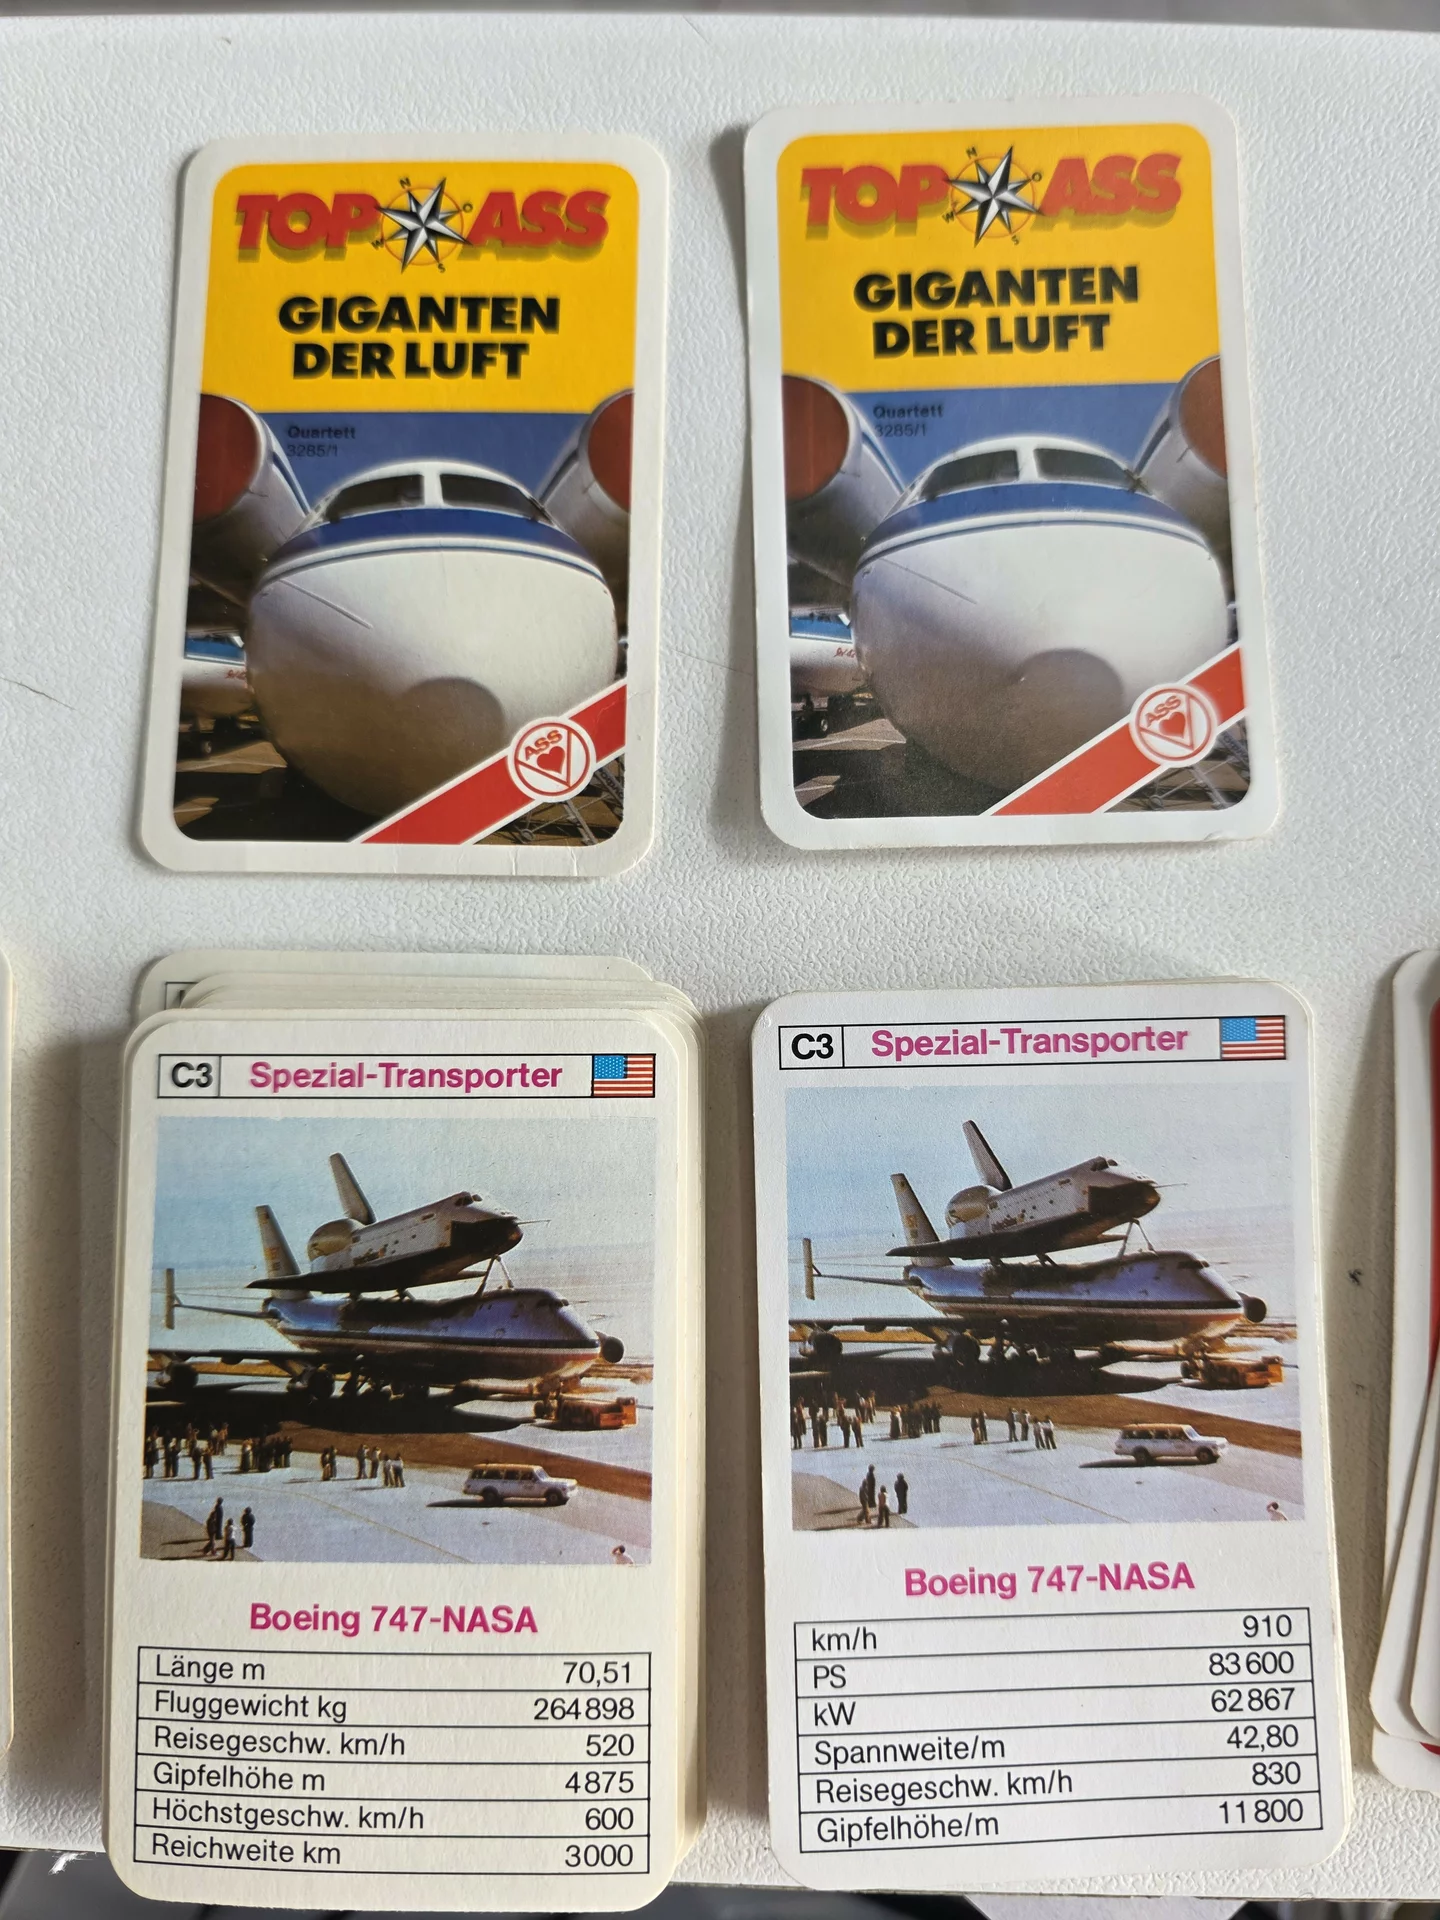 TOP ASS
N
O
S
W
GIGANTEN
DER LUFT
Quartett
3285/1
ASS
TOP ASS
N
O
S
W
GIGANTEN
DER LUFT
Quartett
3285/1
ASS
C3 Spezial-Transporter
Boeing 747-NASA
Länge m 70,51
Fluggewicht kg 264898
Reisegeschw. km/h 520
Gipfelhöhe m 4875
Höchstgeschw. km/h 600
Reichweite km 3000
C3 Spezial-Transporter
Boeing 747-NASA
km/h 910
PS 83600
kW 62867
Spannweite/m 42,80
Reisegeschw. km/h 830
Gipfelhöhe/m 11800